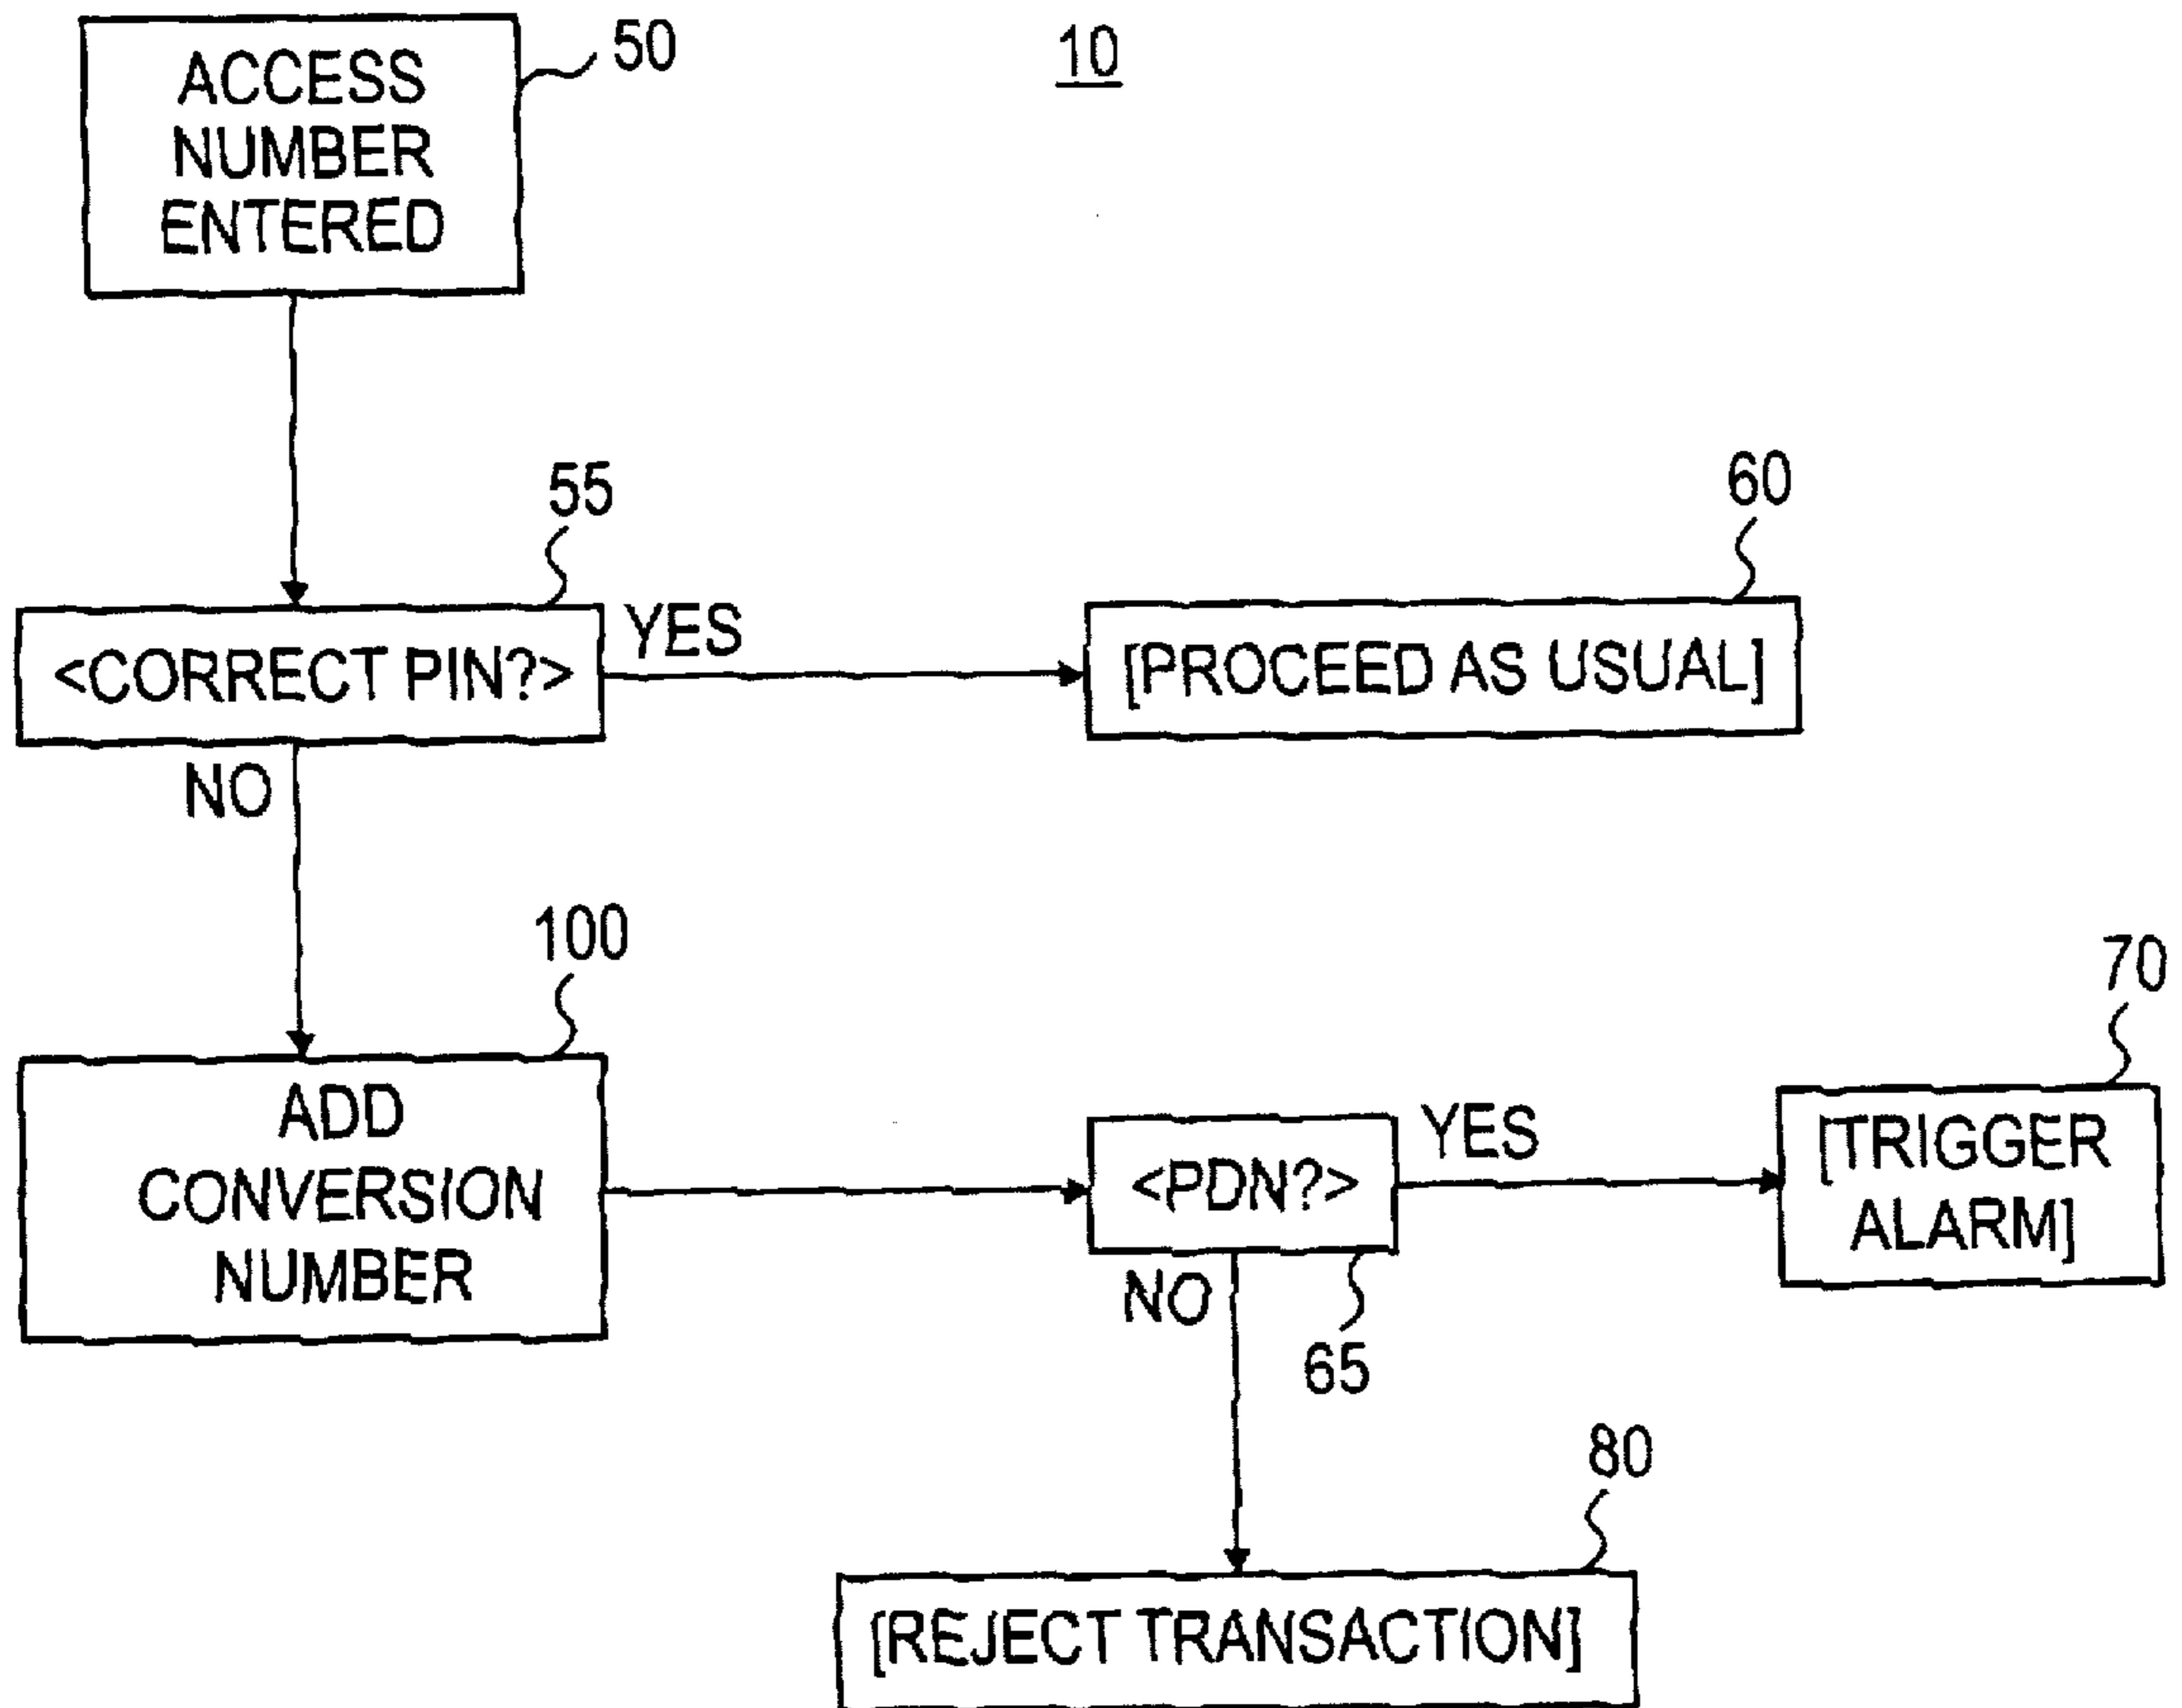 ACCESS
NUMBER
ENTERED
50
10
55
60
<CORRECT PIN?>
YES
[PROCEED AS USUAL]
NO
100
70
ADD
CONVERSION
NUMBER
<PDN?>
YES
[TRIGGER
ALARM]
NO
65
80
[REJECT TRANSACTION]